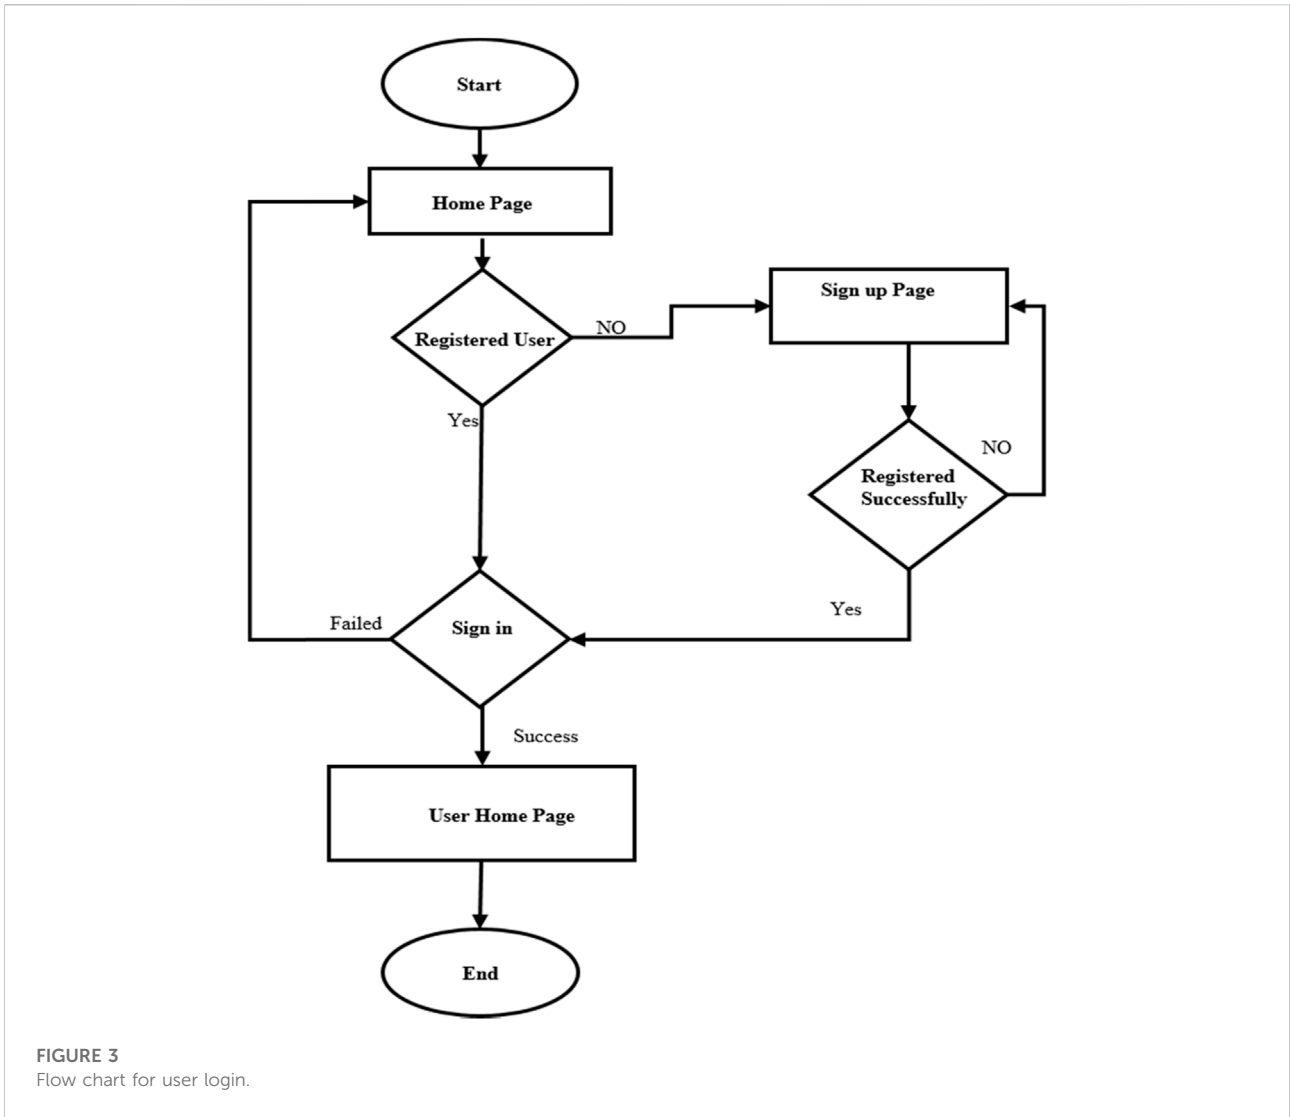 Start
Home Page
Registered User
NO
Sign up Page
Yes
Registered
Successfully
NO
Yes
Failed
Sign in
Success
User Home Page
End
FIGURE 3
Flow chart for user login.